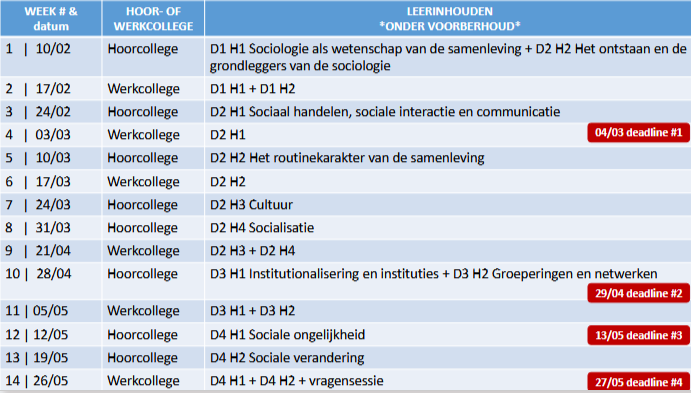 WEEK # & datum | HOOR- OF WERKCOLLEGE | LEERINHOUDEN *ONDER VOORBERHOUD*
1 | 10/02 Hoorcollege D1 H1 Sociologie als wetenschap van de samenleving + D2 H2 Het ontstaan en de
grondleggers van de sociologie
2 | 17/02 Werkcollege D1 H1 + D1 H2
3 | 24/02 Hoorcollege D2 H1 Sociaal handelen, sociale interactie en communicatie
4 | 03/03 Werkcollege D2 H1 04/03 deadline #1
5 | 10/03 Hoorcollege D2 H2 Het routinekarakter van de samenleving
6 | 17/03 Werkcollege D2 H2
7 | 24/03 Hoorcollege D2 H3 Cultuur
8 | 31/03 Hoorcollege D2 H4 Socialisatie
9 | 21/04 Werkcollege D2 H3 + D2 H4
10 | 28/04 Hoorcollege D3 H1 Institutionalisering en instituties + D3 H2 Groeperingen en netwerken
29/04 deadline #2
11 | 05/05 Werkcollege D3 H1 + D3 H2
12 | 12/05 Hoorcollege D4 H1 Sociale ongelijkheid 13/05 deadline #3
13 | 19/05 Hoorcollege D4 H2 Sociale verandering
14 | 26/05 Werkcollege D4 H1 + D4 H2 + vragensessie 27/05 deadline #4